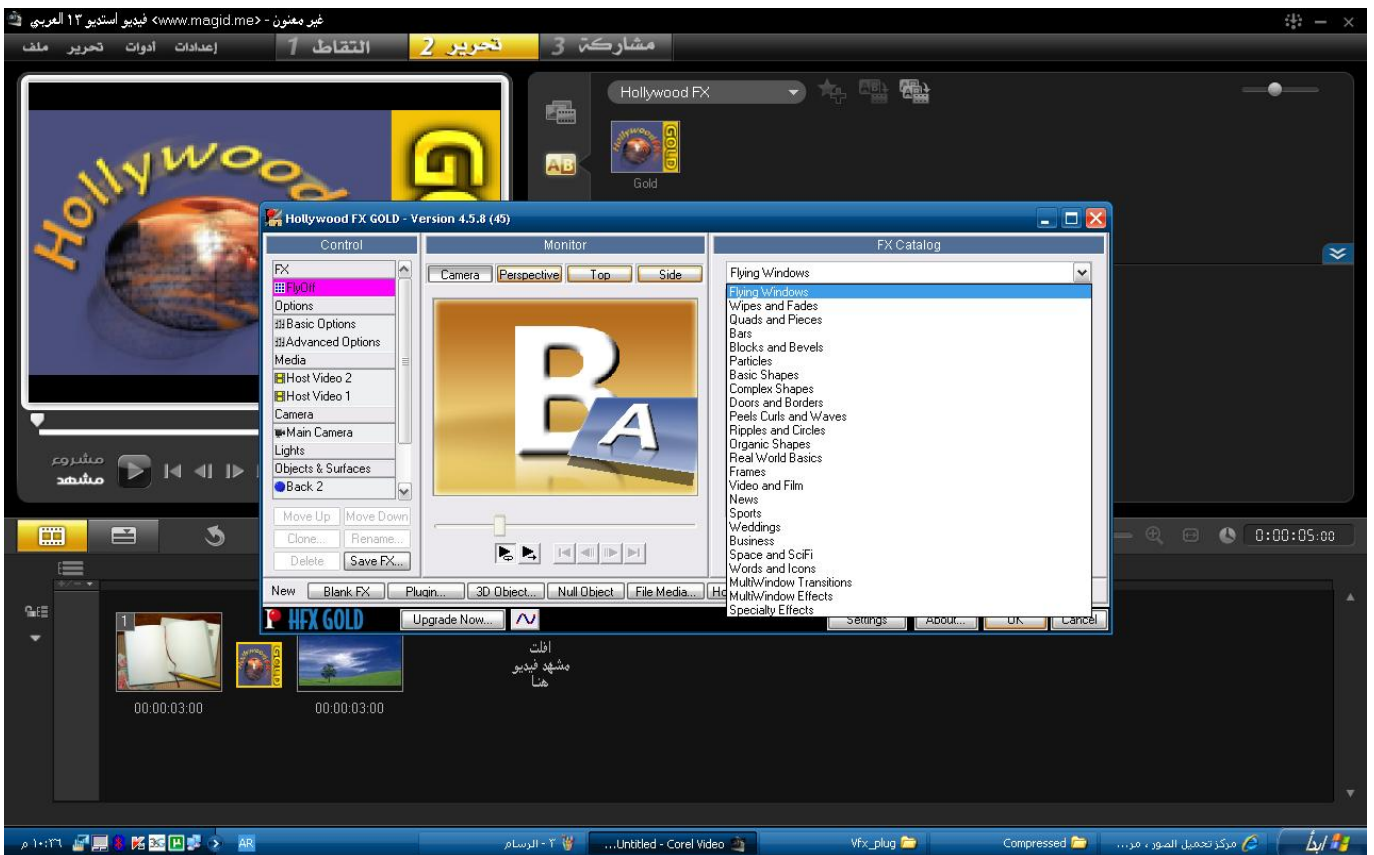 غير معنون - <www.magid.me> فيديو استديو ١٣ العربي
ملف
تحرير
أدوات
إعدادات
1 التقاط
2 تحرير
3 مشاركة
Hollywood FX
Gold
Hollywood
GOLD
Hollywood FX GOLD - Version 4.5.8 (45)
Control
Monitor
FX Catalog
FX
FlyOff
Options
Basic Options
Advanced Options
Media
Host Video 2
Host Video 1
Camera
Main Camera
Lights
Objects & Surfaces
Back 2
Move Up
Move Down
Clone...
Rename...
Delete
Save FX...
Camera
Perspective
Top
Side
B
A
Flying Windows
Flying Windows
Wipes and Fades
Quads and Pieces
Bars
Blocks and Bevels
Particles
Basic Shapes
Complex Shapes
Doors and Borders
Peels Curls and Waves
Ripples and Circles
Organic Shapes
Real World Basics
Frames
Video and Film
News
Sports
Weddings
Business
Space and SciFi
Words and Icons
MultiWindow Transitions
MultiWindow Effects
Specialty Effects
New
Blank FX
Plugin...
3D Object...
Null Object
File Media...
HFX GOLD
Upgrade Now...
Settings
About...
OK
Cancel
مشروع
مشهد
0:00:05:00
1
00:00:03:00
00:00:03:00
افلت
مشهد فيديو
هنا
ابدأ
مركز تحميل الصور ، مر...
Compressed
Vfx_plug
Untitled - Corel Video...
٣ - الرسام
AR
١٠:٣٦ م